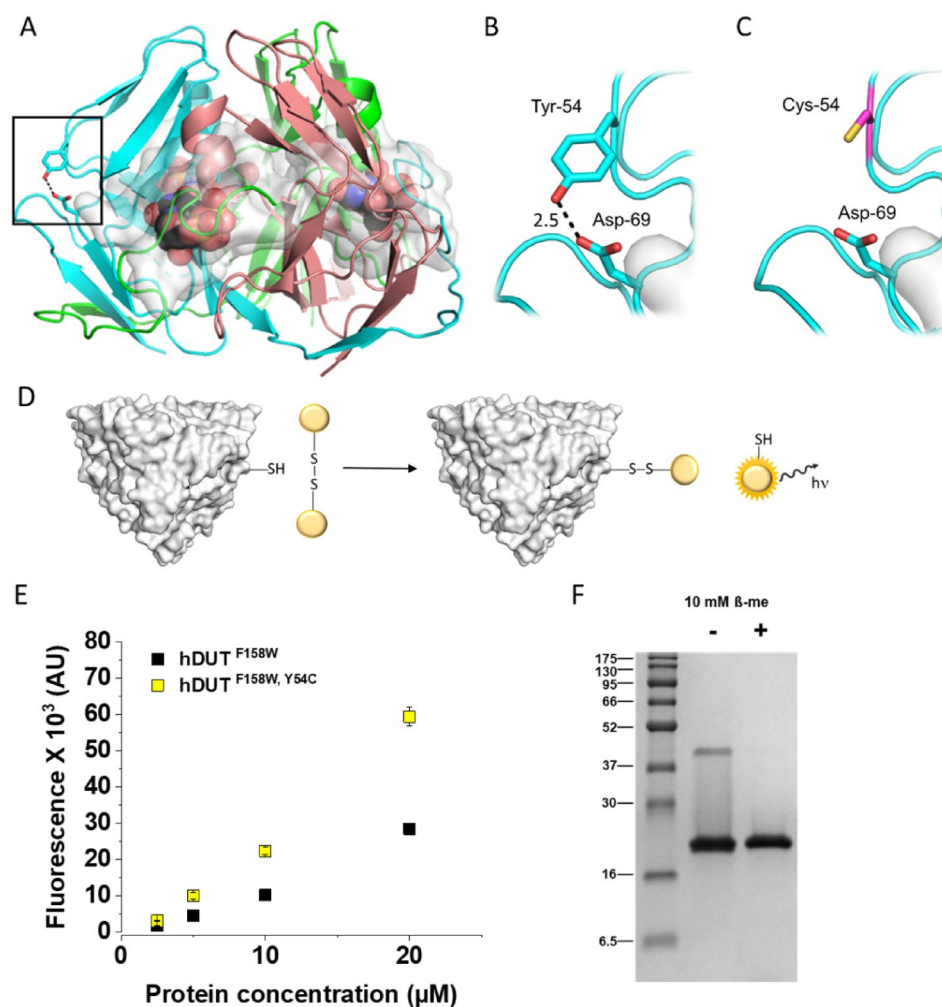 A
B
C
Tyr-54
2.5
Asp-69
Cys-54
Asp-69
D
SH
S
S
S-S
SH
hν
E
80
70
60
50
40
30
20
10
0
Fluorescence X 10³ (AU)
hDUT F158W
hDUT F158W, Y54C
0
10
20
Protein concentration (µM)
F
10 mM ß-me
- +
175
130
95
66
52
37
30
16
6.5